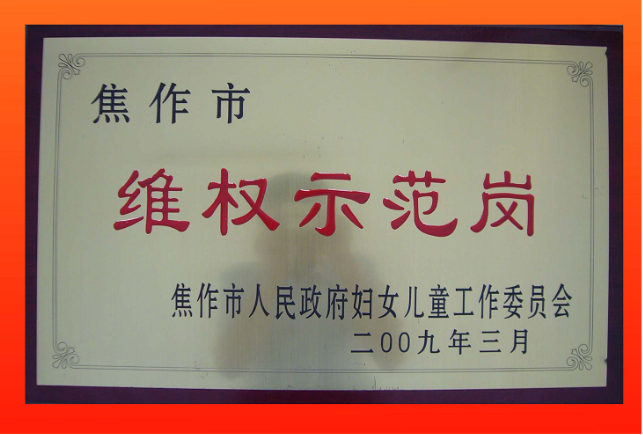 焦作市
维权示范岗
焦作市人民政府妇女儿童工作委员会
二00九年三月